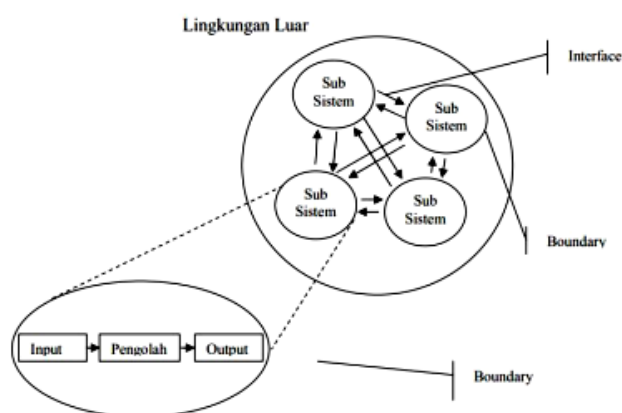 Lingkungan Luar
Interface
Sub
Sistem
Sub
Sistem
Sub
Sistem
Sub
Sistem
Boundary
Input
Pengolah
Output
Boundary